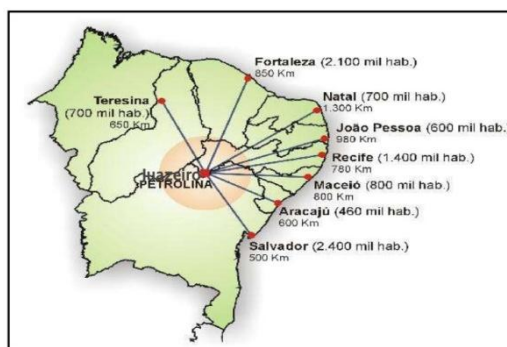 Fortaleza (2.100 mil hab.)
850 Km
Teresina
(700 mil hab.)
650 Km
Natal (700 mil hab.)
1.300 Km
João Pessoa (600 mil hab.)
980 Km
Recife (1.400 mil hab.)
780 Km
Juazeiro
PETROLINA
Maceió (800 mil hab.)
800 Km
Aracajú (460 mil hab.)
600 Km
Salvador (2.400 mil hab.)
500 Km